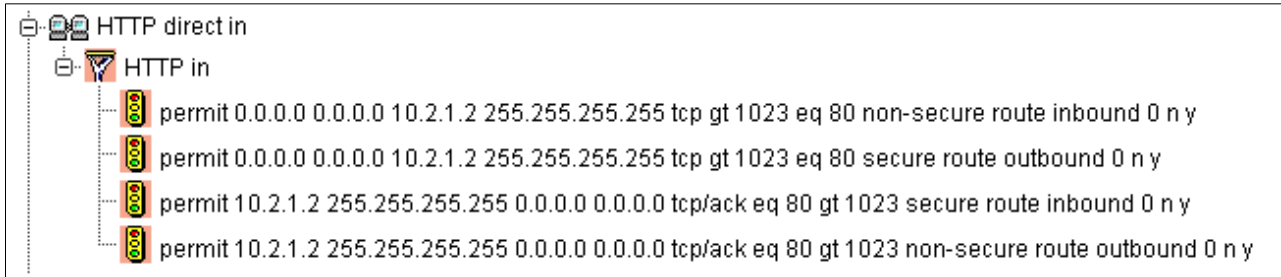 HTTP direct in
HTTP in
permit 0.0.0.0 0.0.0.0 10.2.1.2 255.255.255.255 tcp gt 1023 eq 80 non-secure route inbound 0 n y
permit 0.0.0.0 0.0.0.0 10.2.1.2 255.255.255.255 tcp gt 1023 eq 80 secure route outbound 0 n y
permit 10.2.1.2 255.255.255.255 0.0.0.0 0.0.0.0 tcp/ack eq 80 gt 1023 secure route inbound 0 n y
permit 10.2.1.2 255.255.255.255 0.0.0.0 0.0.0.0 tcp/ack eq 80 gt 1023 non-secure route outbound 0 n y